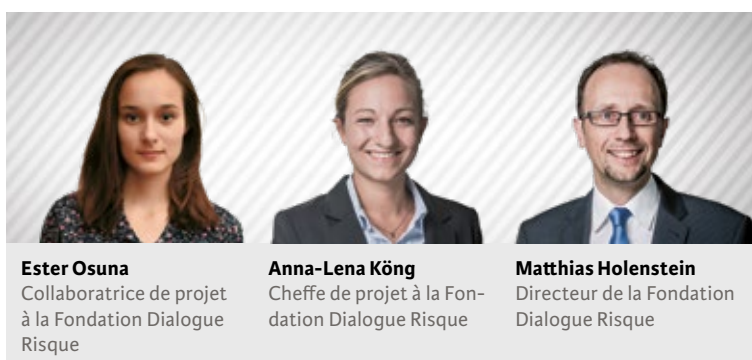 Ester Osuna
Collaboratrice de projet
à la Fondation Dialogue
Risque
Anna-Lena Köng
Cheffe de projet à la Fon-
dation Dialogue Risque
Matthias Holenstein
Directeur de la Fondation
Dialogue Risque